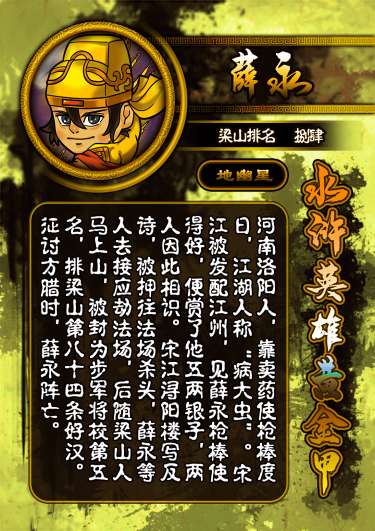 薛永
梁山排名 捌肆
地幽星
水浒英雄黄金甲
河南洛阳人，靠卖药使枪棒度
日，江湖人称“病大虫”。宋
江被发配江州，见薛永枪棒使
得好，便赏了他五两银子，两
人因此相识。宋江浔阳楼写反
诗，被押往法场杀头，薛永等
人去接应劫法场，后随梁山人
马上山，被封为步军将校第五
名，排梁山第八十四条好汉。
征讨方腊时，薛永阵亡。